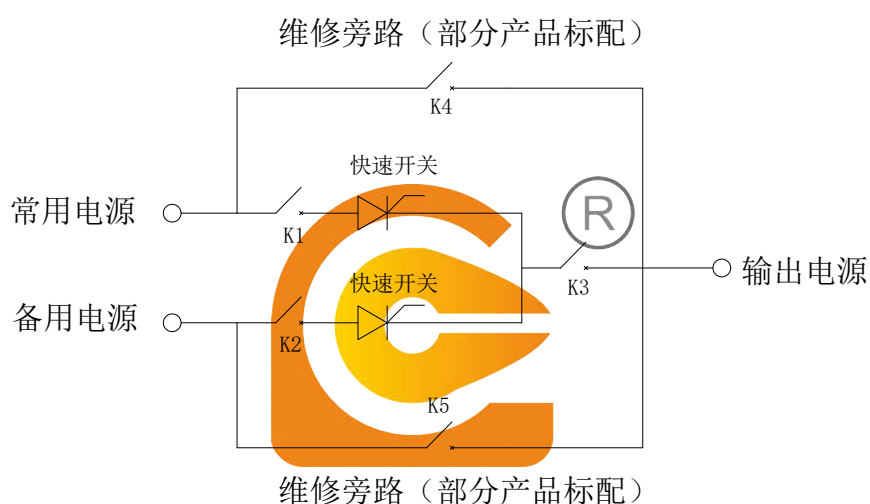 维修旁路（部分产品标配）
K4
快速开关
R
常用电源
K1
快速开关
K3
输出电源
备用电源
K2
K5
维修旁路（部分产品标配）